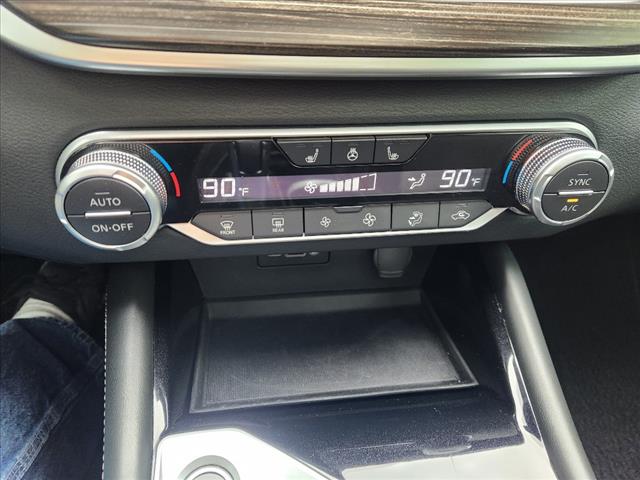 90°F 90°F
AUTO
ON·OFF
FRONT REAR
SYNC
A/C